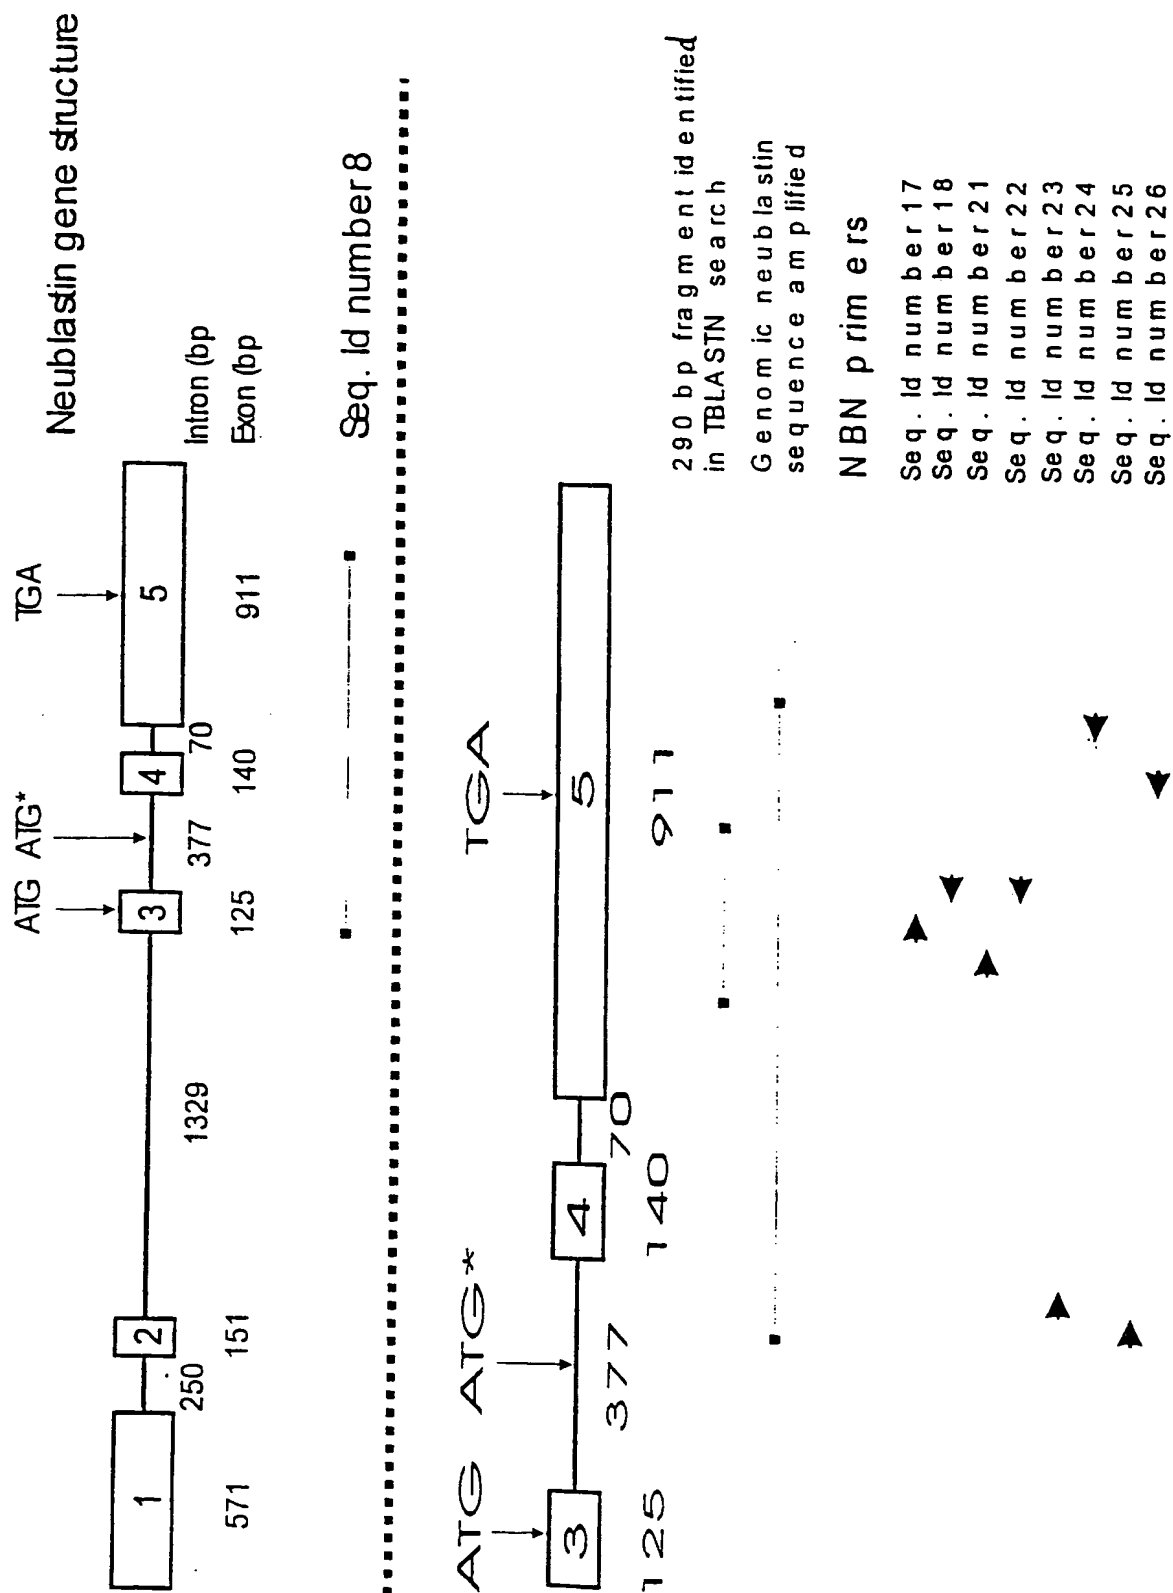 Neublastin gene structure
ATG ATG* TGA
1 2 3 4 5
250 1329 377 70 Intron (bp
571 151 125 140 911 Exon (bp
Seq. Id number 8
ATG ATG* TGA
3 4 5
377 70
125 140 911
290 bp fragment identified
in TBLASTN search
Genomic neublastin
sequence amplified
NBN primers
Seq. Id number 17
Seq. Id number 18
Seq. Id number 21
Seq. Id number 22
Seq. Id number 23
Seq. Id number 24
Seq. Id number 25
Seq. Id number 26